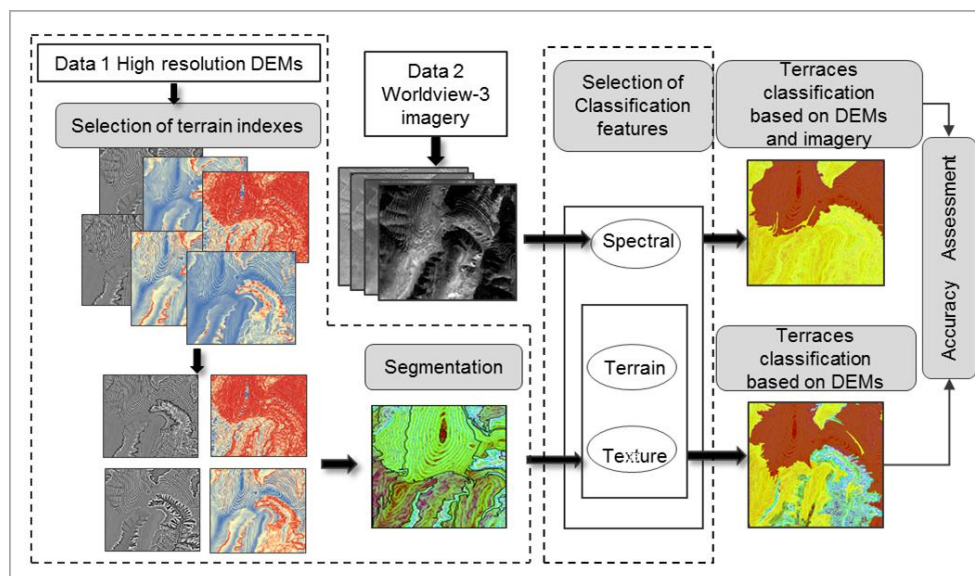 Data 1 High resolution DEMs
Selection of terrain indexes
Data 2
Worldview-3
imagery
Segmentation
Selection of
Classification
features
Spectral
Terrain
Texture
Terraces
classification
based on DEMs
and imagery
Terraces
classification
based on DEMs
Accuracy Assessment